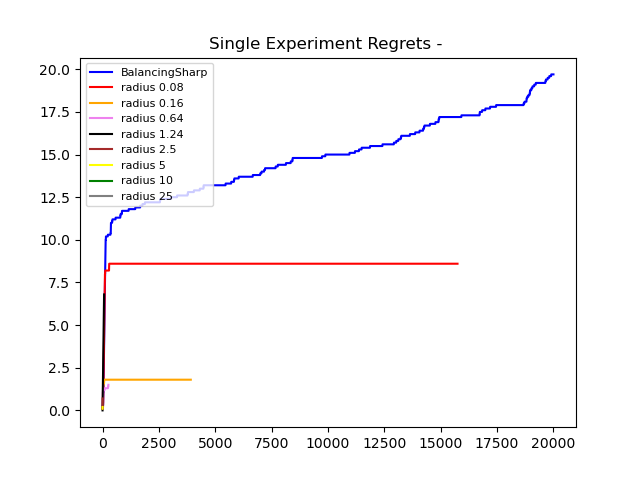 Single Experiment Regrets -
20.0
17.5
15.0
12.5
10.0
7.5
5.0
2.5
0.0
BalancingSharp
radius 0.08
radius 0.16
radius 0.64
radius 1.24
radius 2.5
radius 5
radius 10
radius 25
0 2500 5000 7500 10000 12500 15000 17500 20000